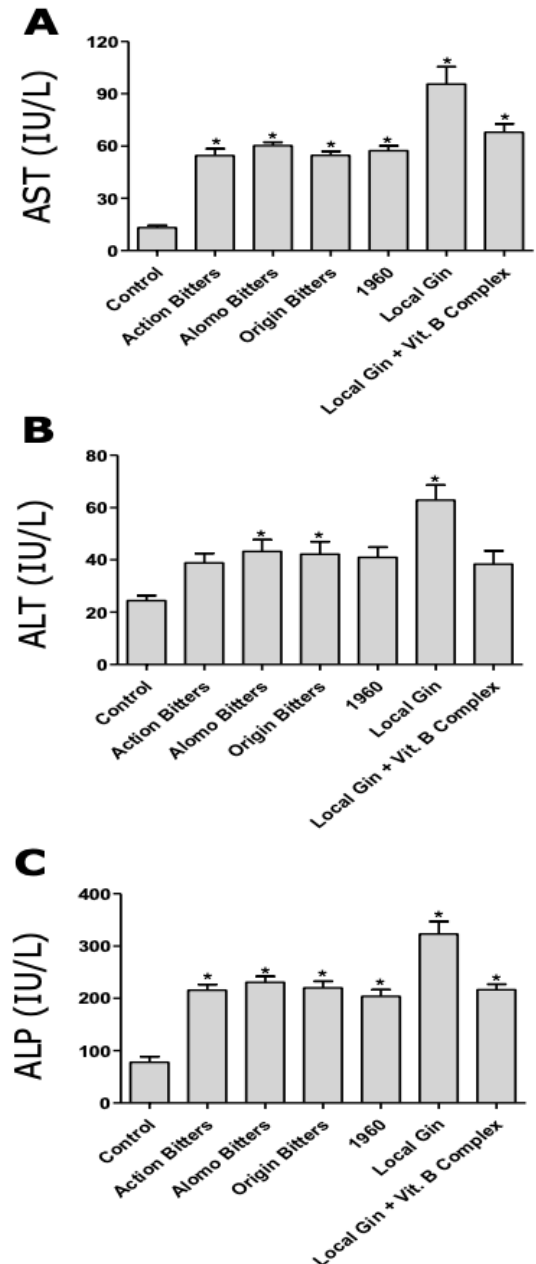 A
AST (IU/L)
120
90
60
30
0
* * * * * *
Control
Action Bitters
Alomo Bitters
Origin Bitters
1960
Local Gin
Local Gin + Vit. B Complex
B
ALT (IU/L)
80
60
40
20
0
* * *
Control
Action Bitters
Alomo Bitters
Origin Bitters
1960
Local Gin
Local Gin + Vit. B Complex
C
ALP (IU/L)
400
300
200
100
0
* * * * * *
Control
Action Bitters
Alomo Bitters
Origin Bitters
1960
Local Gin
Local Gin + Vit. B Complex